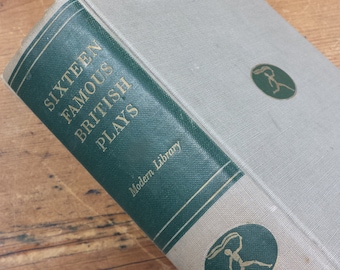 SIXTEEN
FAMOUS
BRITISH
PLAYS
Modern Library